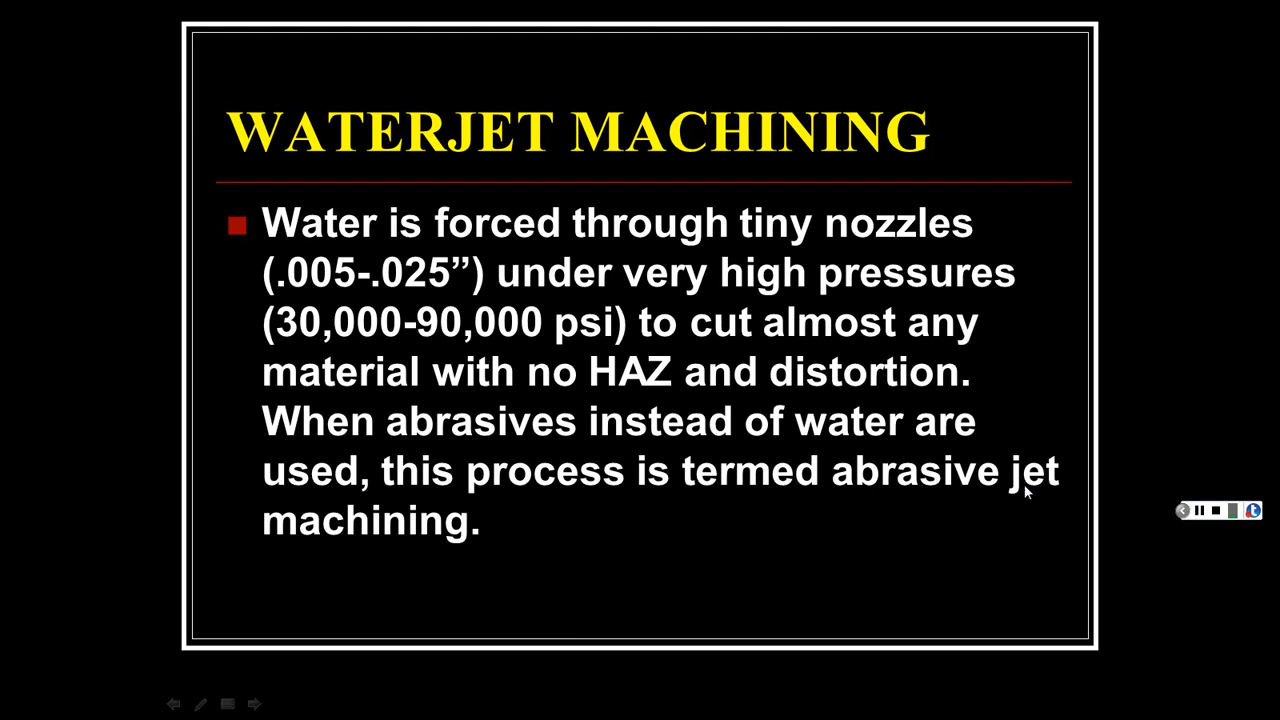 WATERJET MACHINING
Water is forced through tiny nozzles
(.005-.025”) under very high pressures
(30,000-90,000 psi) to cut almost any
material with no HAZ and distortion.
When abrasives instead of water are
used, this process is termed abrasive jet
machining.